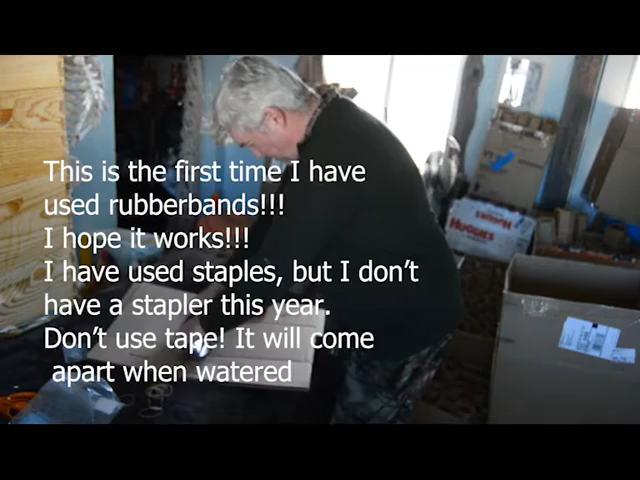 This is the first time I have
used rubberbands!!!
I hope it works!!!
I have used staples, but I don't
have a stapler this year.
Don't use tape! It will come
apart when watered
HUGGIES